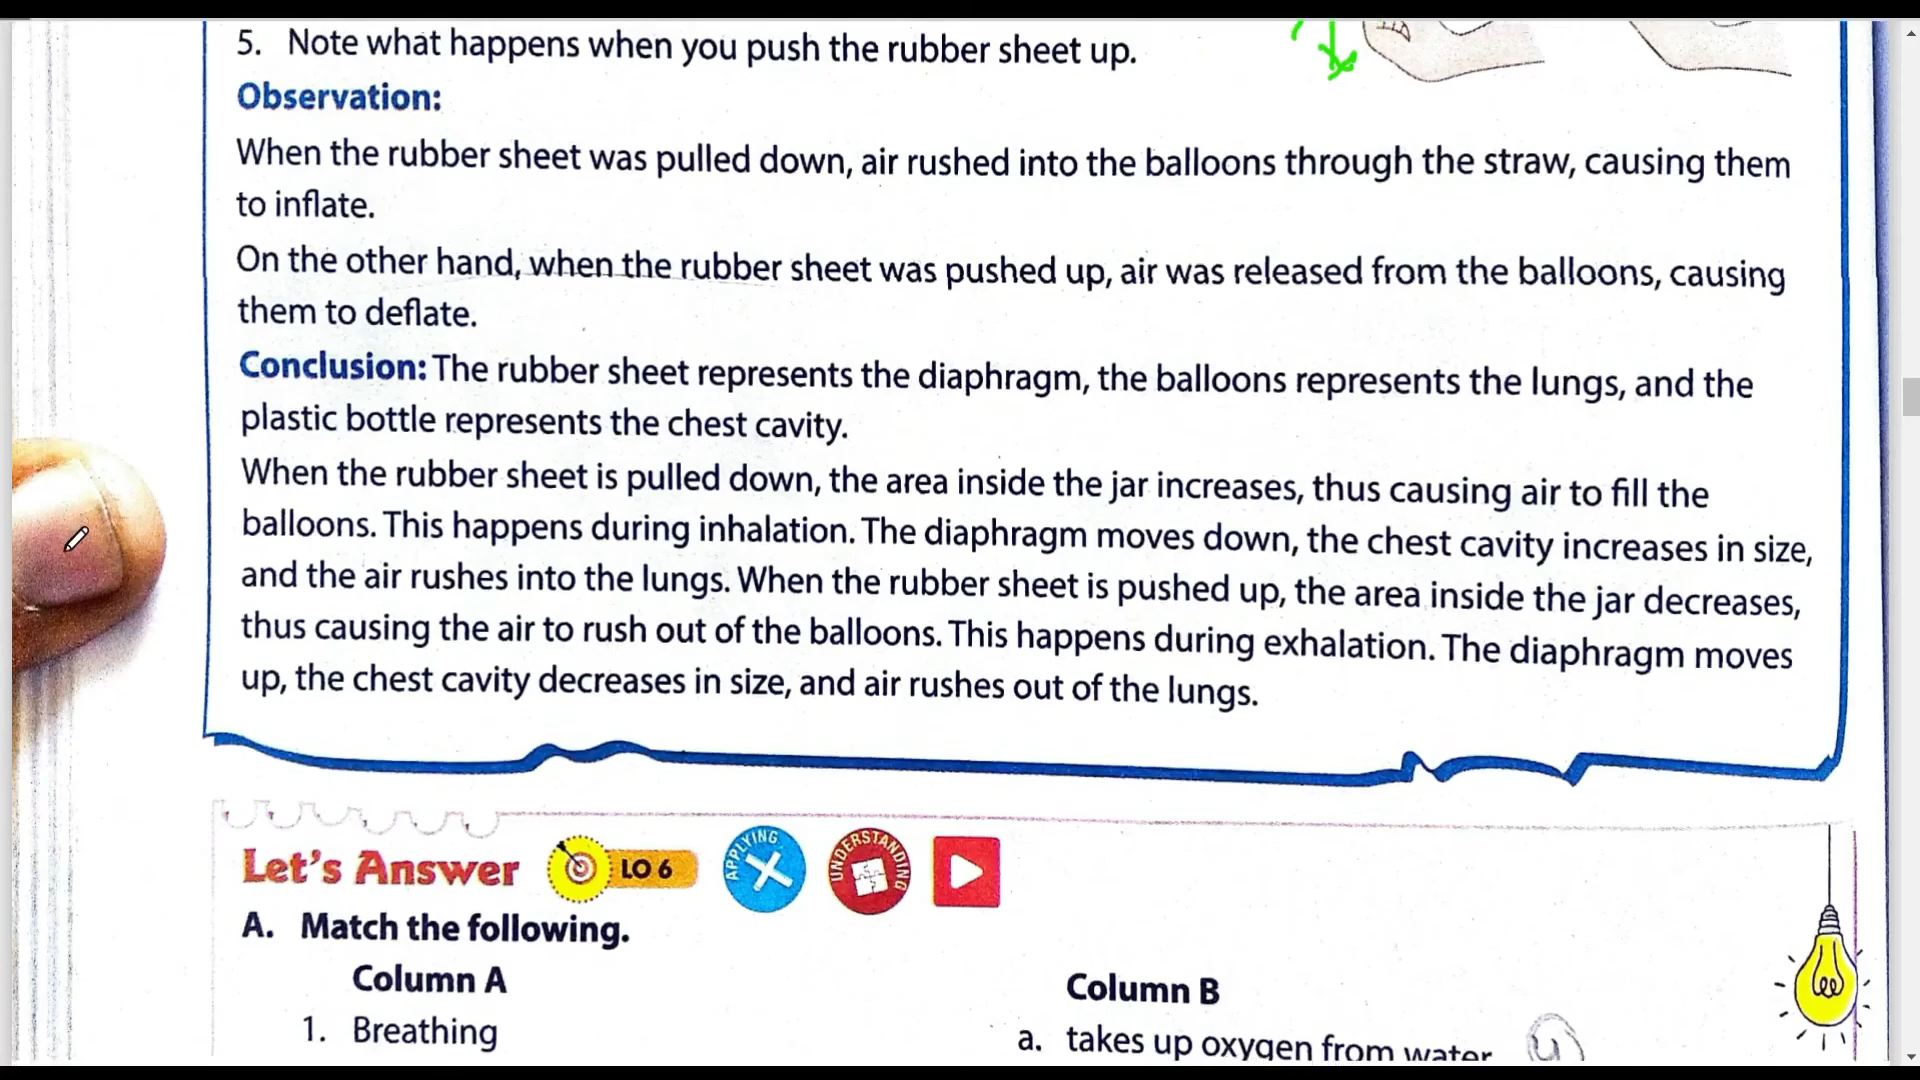 5. Note what happens when you push the rubber sheet up.
Observation:
When the rubber sheet was pulled down, air rushed into the balloons through the straw, causing them
to inflate.
On the other hand, when the rubber sheet was pushed up, air was released from the balloons, causing
them to deflate.
Conclusion: The rubber sheet represents the diaphragm, the balloons represents the lungs, and the
plastic bottle represents the chest cavity.
When the rubber sheet is pulled down, the area inside the jar increases, thus causing air to fill the
balloons. This happens during inhalation. The diaphragm moves down, the chest cavity increases in size,
and the air rushes into the lungs. When the rubber sheet is pushed up, the area inside the jar decreases,
thus causing the air to rush out of the balloons. This happens during exhalation. The diaphragm moves
up, the chest cavity decreases in size, and air rushes out of the lungs.
Let's Answer LO 6 APPLYING UNDERSTANDING
A. Match the following.
Column A
Column B
1. Breathing
a. takes up oxygen from water